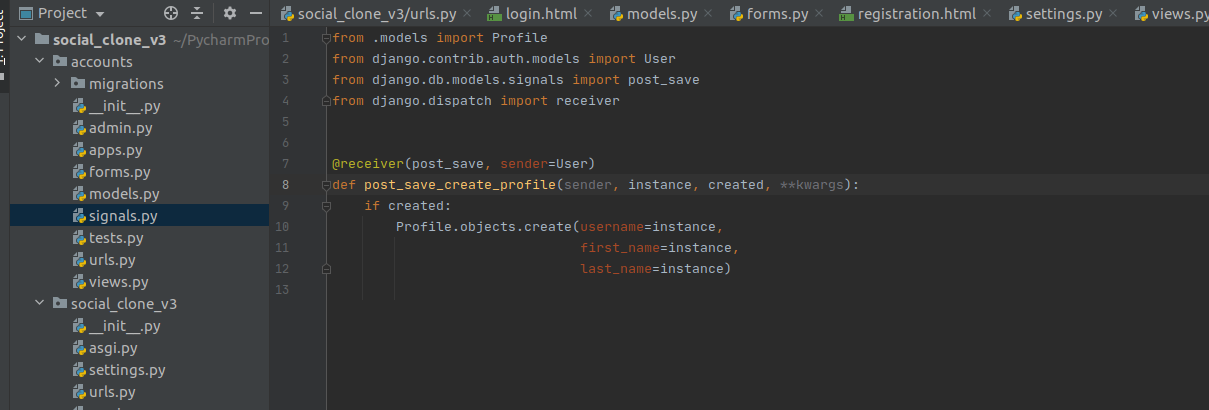 Project
social_clone_v3/urls.py
login.html
models.py
forms.py
registration.html
settings.py
views.py
social_clone_v3 ~/PycharmPro
accounts
migrations
__init__.py
admin.py
apps.py
forms.py
models.py
signals.py
tests.py
urls.py
views.py
social_clone_v3
__init__.py
asgi.py
settings.py
urls.py
1 from .models import Profile
2 from django.contrib.auth.models import User
3 from django.db.models.signals import post_save
4 from django.dispatch import receiver
5
6
7 @receiver(post_save, sender=User)
8 def post_save_create_profile(sender, instance, created, **kwargs):
9 if created:
10 Profile.objects.create(username=instance,
11 first_name=instance,
12 last_name=instance)
13